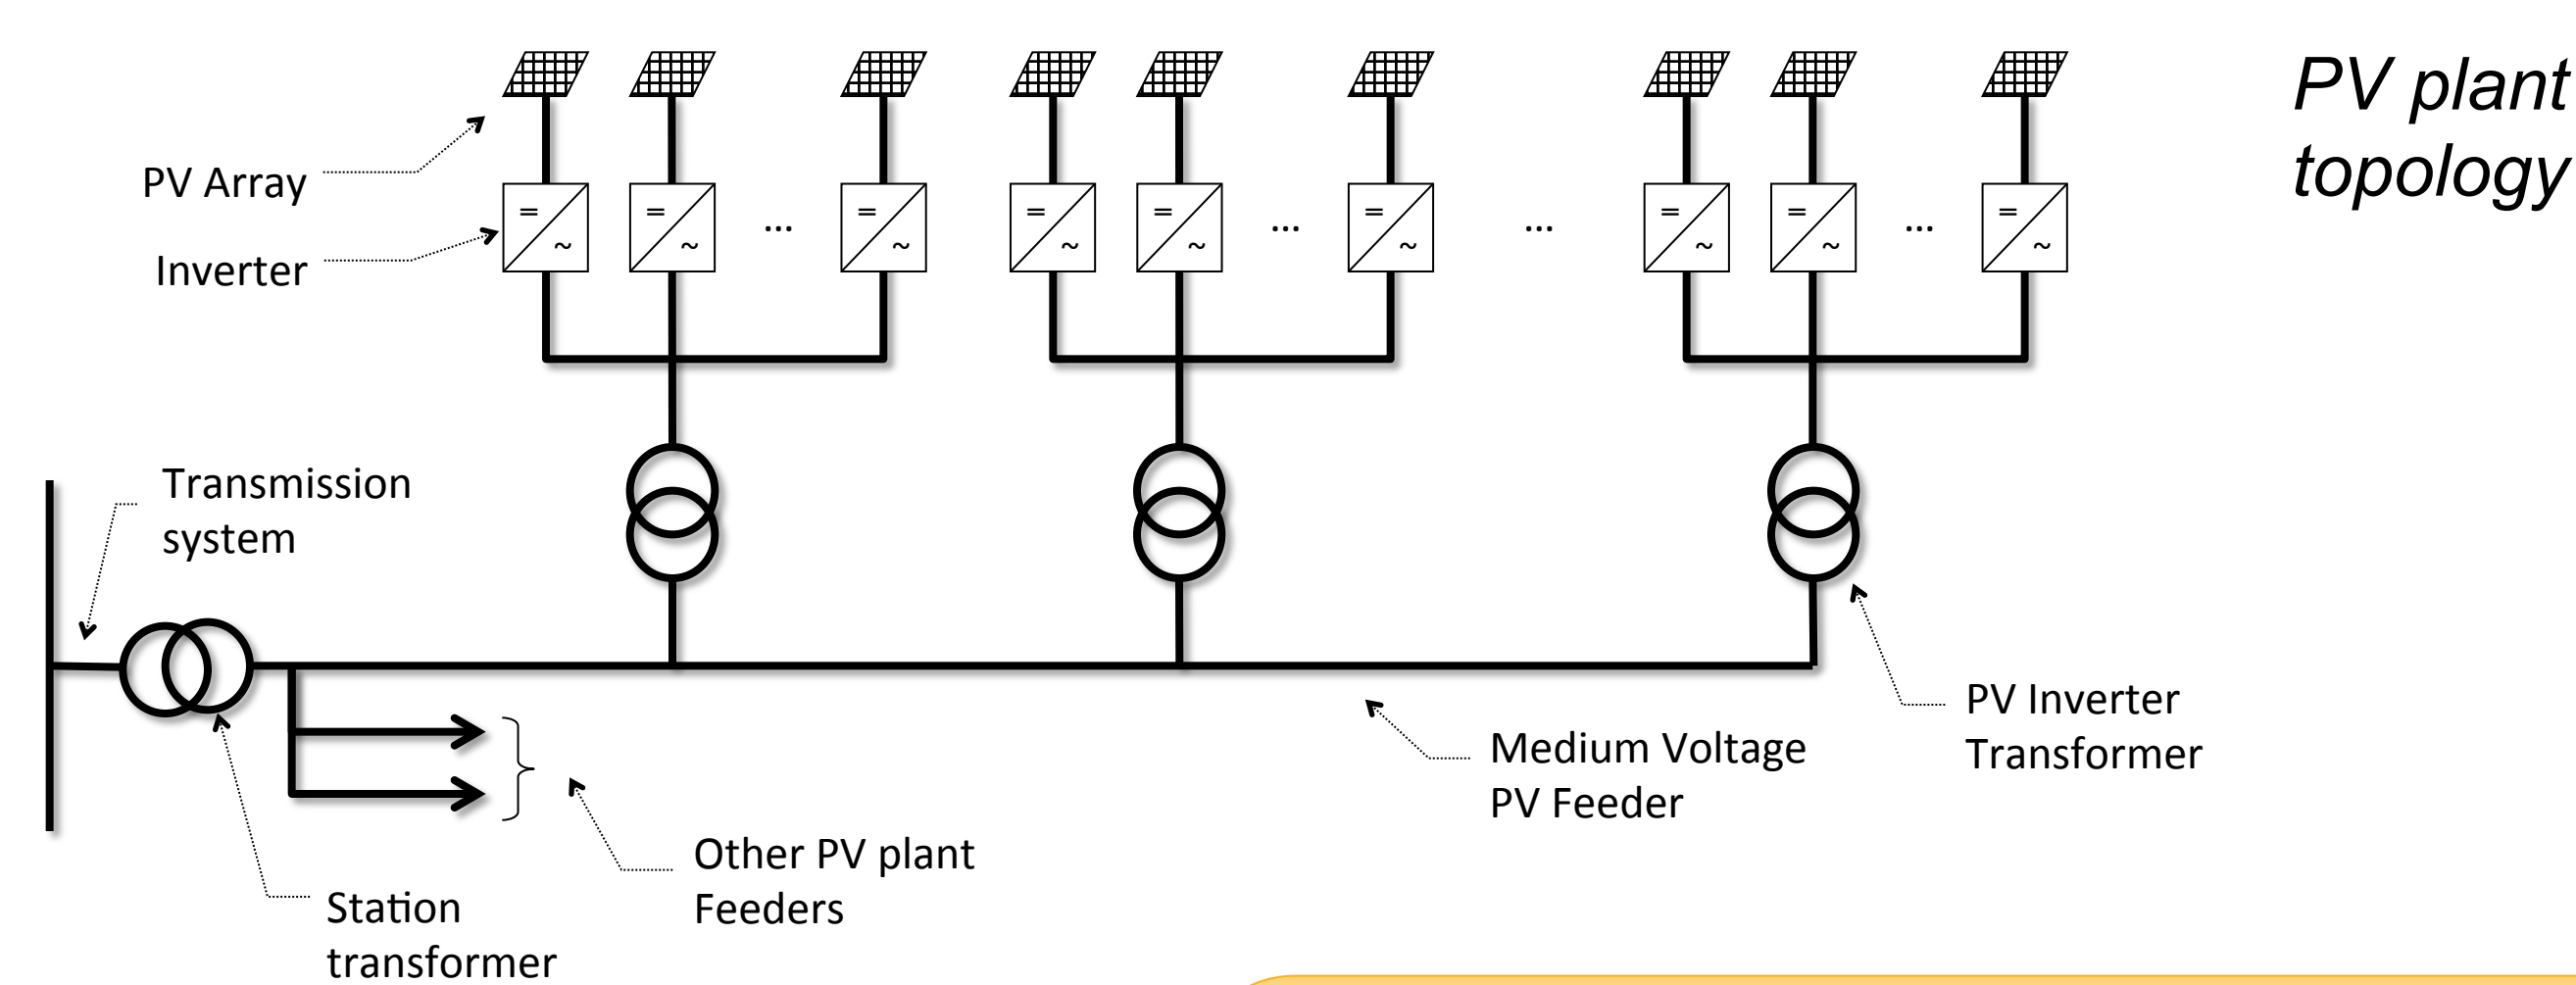 PV plant
topology
PV Array
Inverter
=
~
=
~
...
=
~
=
~
=
~
...
=
~
...
=
~
=
~
...
=
~
Transmission
system
PV Inverter
Transformer
Medium Voltage
PV Feeder
Other PV plant
Feeders
Station
transformer